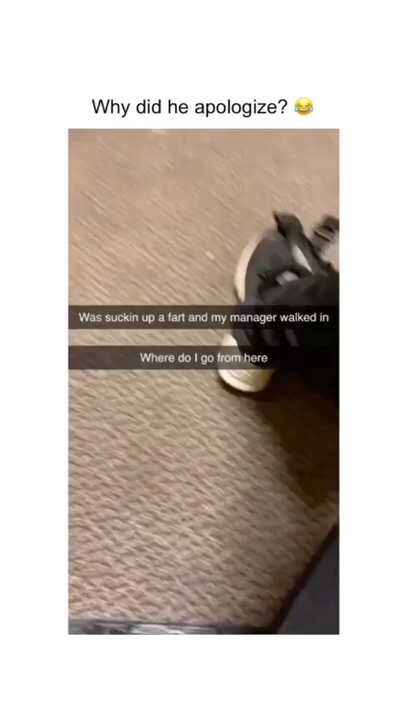 Why did he apologize? 😂
Was suckin up a fart and my manager walked in
Where do I go from here